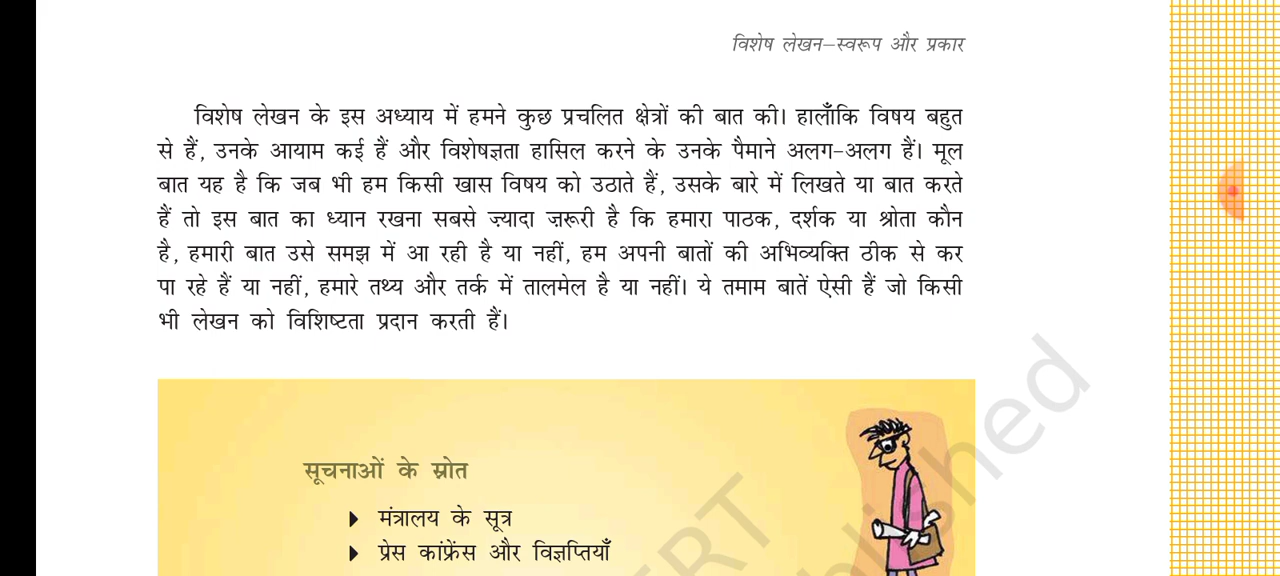 विशेष लेखन–स्वरूप और प्रकार
विशेष लेखन के इस अध्याय में हमने कुछ प्रचलित क्षेत्रों की बात की। हालाँकि विषय बहुत
से हैं, उनके आयाम कई हैं और विशेषज्ञता हासिल करने के उनके पैमाने अलग-अलग हैं। मूल
बात यह है कि जब भी हम किसी खास विषय को उठाते हैं, उसके बारे में लिखते या बात करते
हैं तो इस बात का ध्यान रखना सबसे ज़्यादा ज़रूरी है कि हमारा पाठक, दर्शक या श्रोता कौन
है, हमारी बात उसे समझ में आ रही है या नहीं, हम अपनी बातों की अभिव्यक्ति ठीक से कर
पा रहे हैं या नहीं, हमारे तथ्य और तर्क में तालमेल है या नहीं। ये तमाम बातें ऐसी हैं जो किसी
भी लेखन को विशिष्टता प्रदान करती हैं।
सूचनाओं के स्रोत
मंत्रालय के सूत्र
प्रेस कांफ्रेंस और विज्ञप्तियाँ